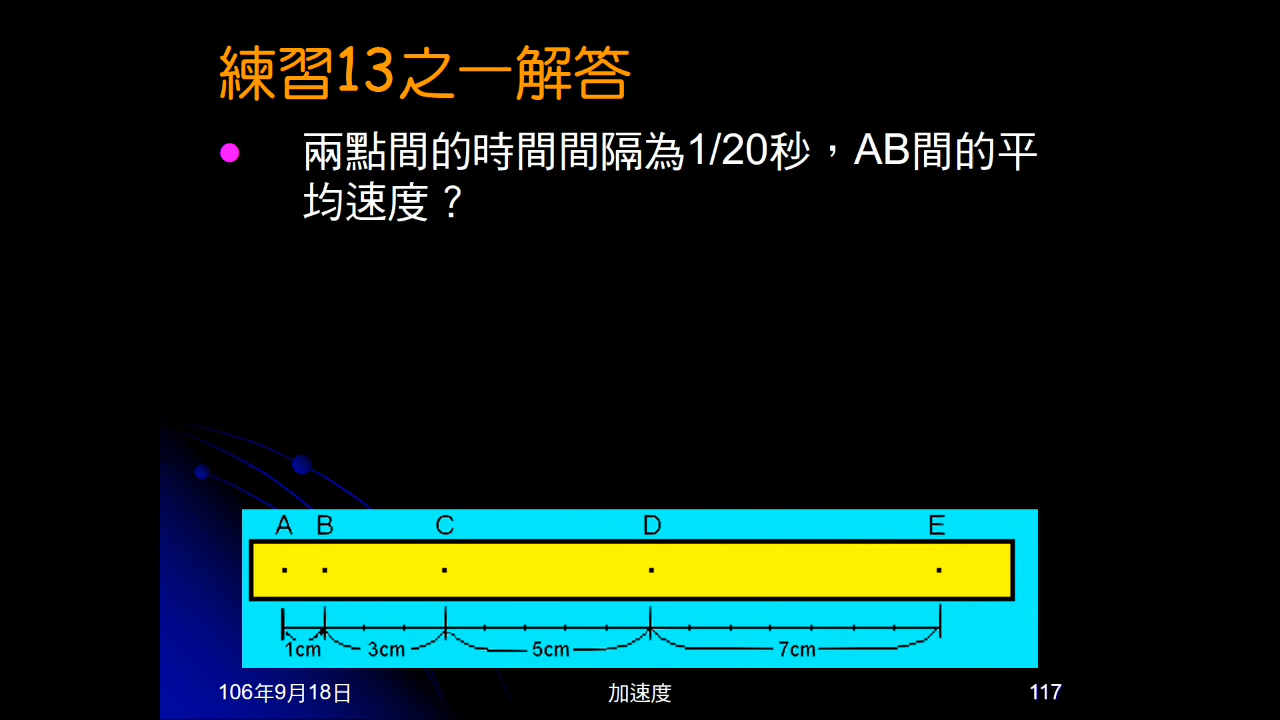 練習13之一解答
兩點間的時間間隔為1/20秒，AB間的平
均速度？
A B C D E
1cm 3cm 5cm 7cm
106年9月18日 加速度 117